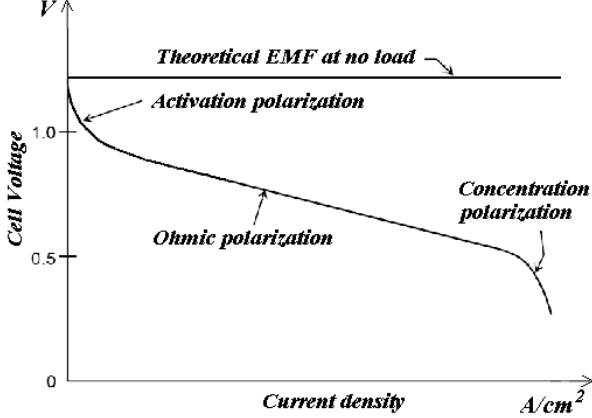 V
Theoretical EMF at no load
Activation polarization
1.0
Cell Voltage
Concentration
polarization
Ohmic polarization
0.5
0
Current density
A/cm²